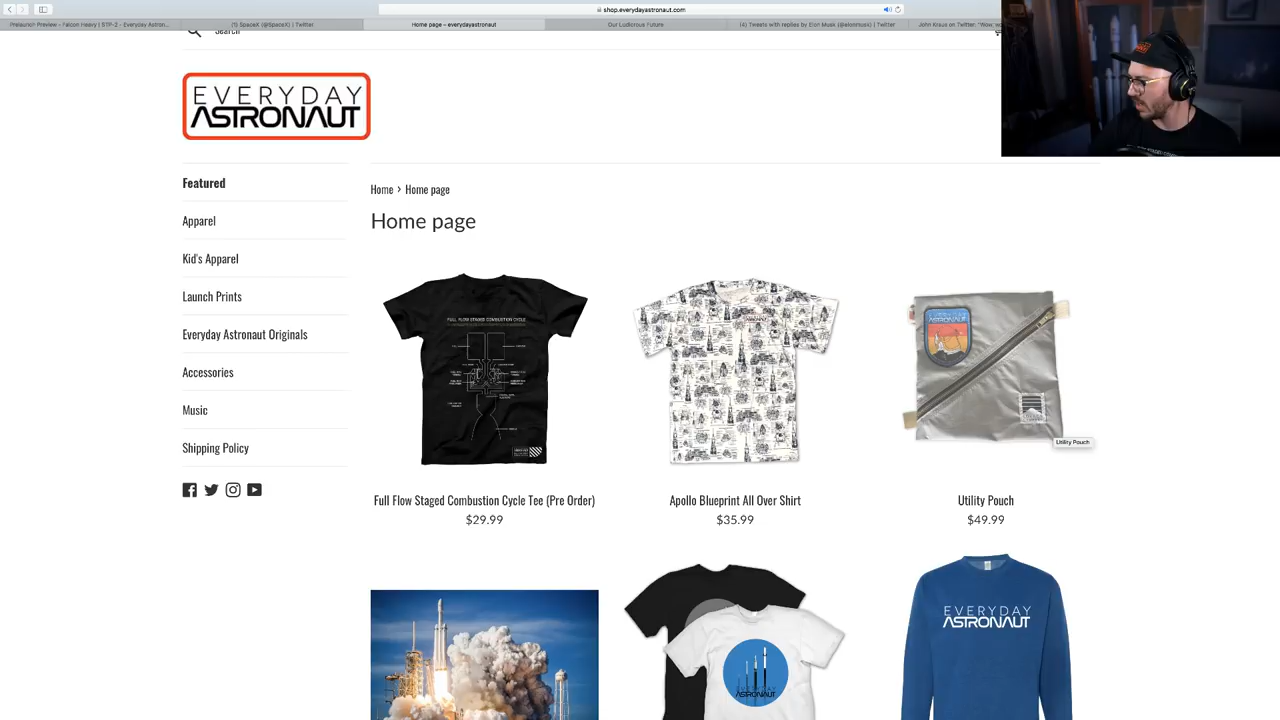 shop.everydayastronaut.com
Prelaunch Preview - Falcon Heavy | STP-2 - Everyday Astron...
(1) SpaceX (@SpaceX) | Twitter
Home page – everydayastronaut
Our Ludicrous Future
(4) Tweets with replies by Elon Musk (@elonmusk) | Twitter
John Kraus on Twitter: "Wow,
Search
EVERYDAY
ASTRONAUT
Featured
Apparel
Kid's Apparel
Launch Prints
Everyday Astronaut Originals
Accessories
Music
Shipping Policy
Home › Home page
Home page
FULL FLOW STAGED COMBUSTION CYCLE
Utility Pouch
Full Flow Staged Combustion Cycle Tee (Pre Order)
$29.99
Apollo Blueprint All Over Shirt
$35.99
Utility Pouch
$49.99
ASTRONAUT
EVERYDAY
ASTRONAUT